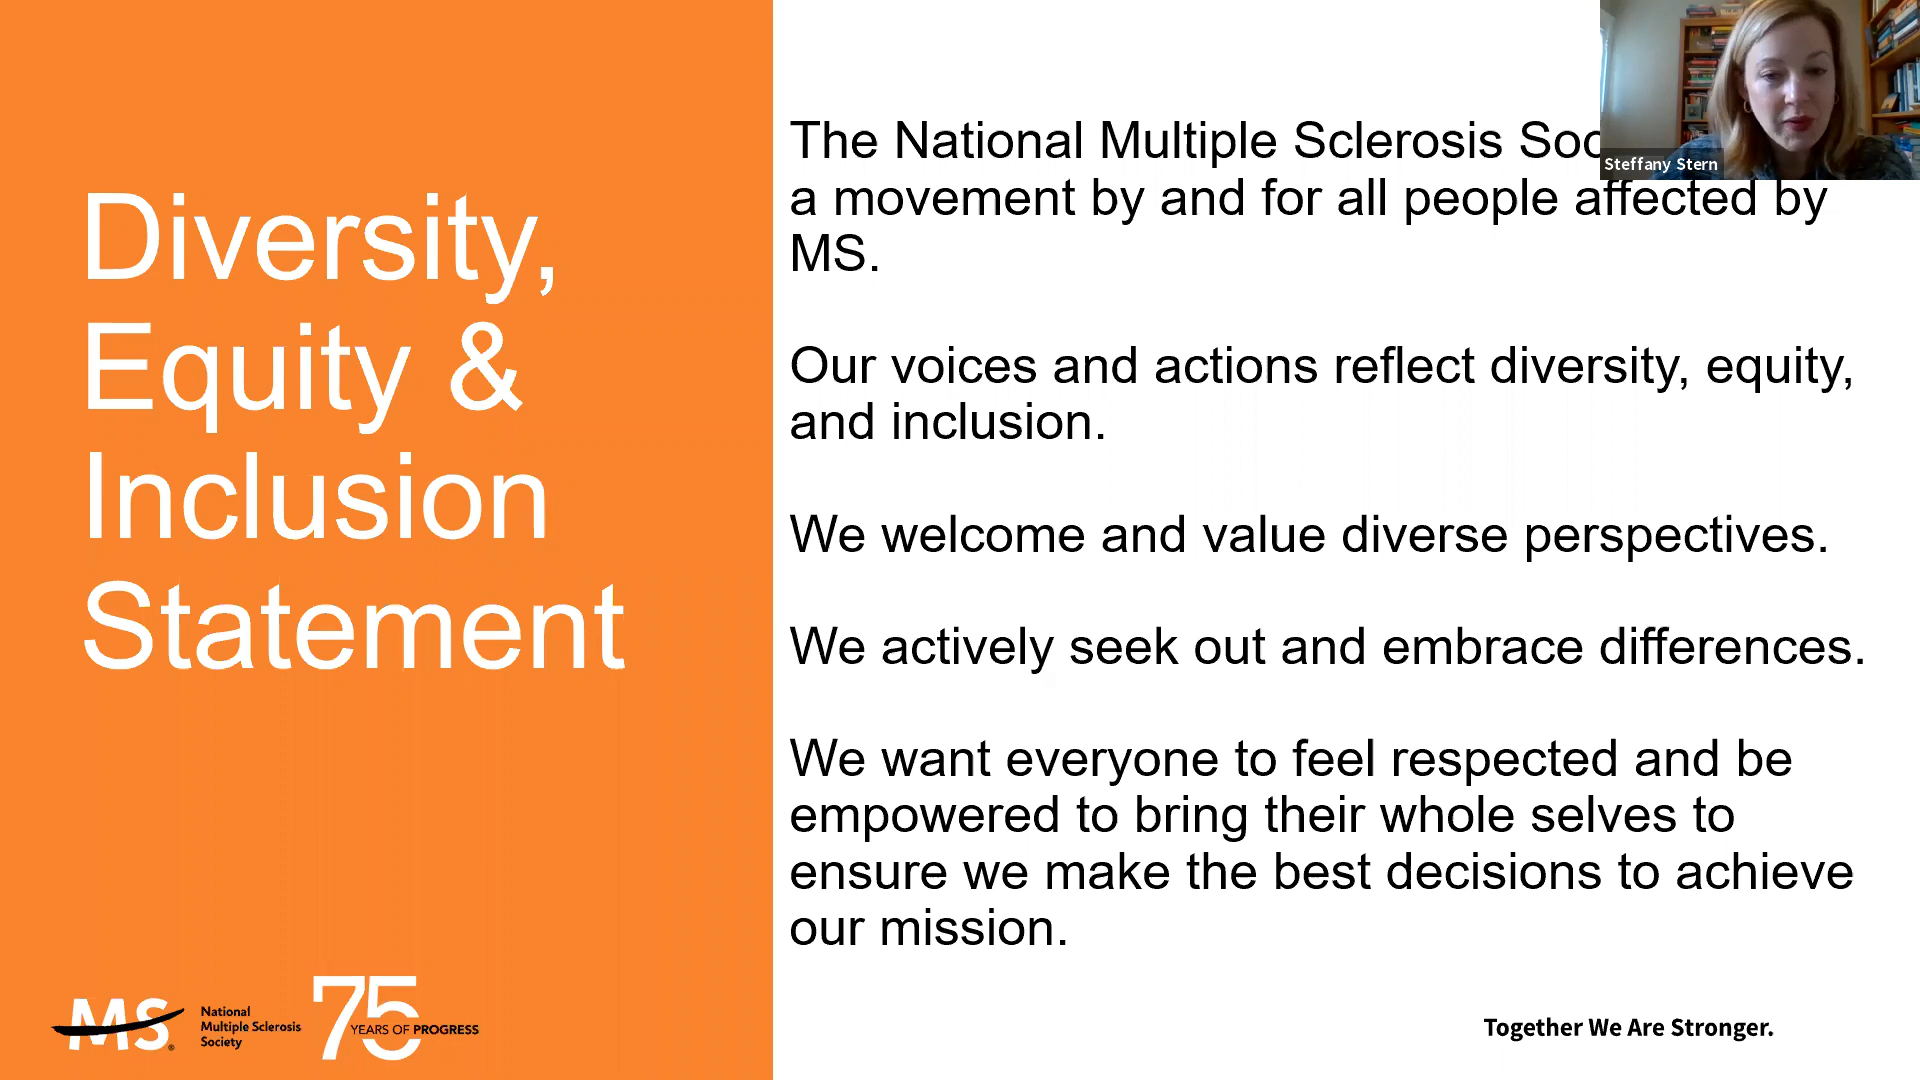 Diversity,
Equity &
Inclusion
Statement
The National Multiple Sclerosis
a movement by and for all people affected by
MS.
Our voices and actions reflect diversity, equity,
and inclusion.
We welcome and value diverse perspectives.
We actively seek out and embrace differences.
We want everyone to feel respected and be
empowered to bring their whole selves to
ensure we make the best decisions to achieve
our mission.
Steffany Stern
MS®
National
Multiple Sclerosis
Society
75
YEARS OF PROGRESS
Together We Are Stronger.